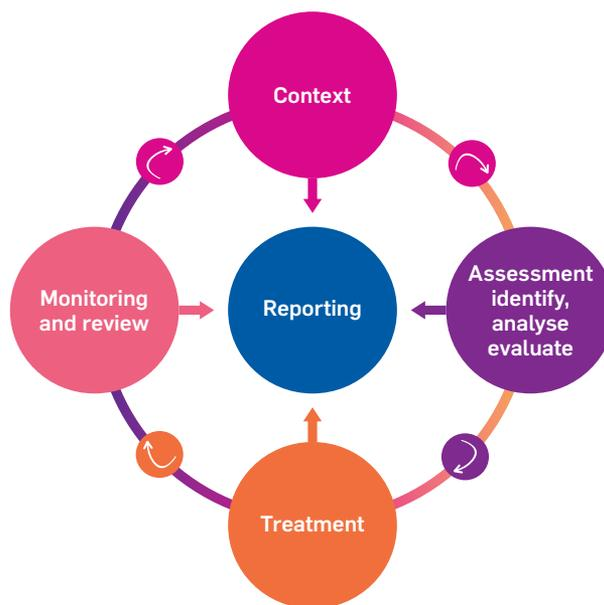 Context
Monitoring
and review
Reporting
Assessment
identify,
analyse
evaluate
Treatment